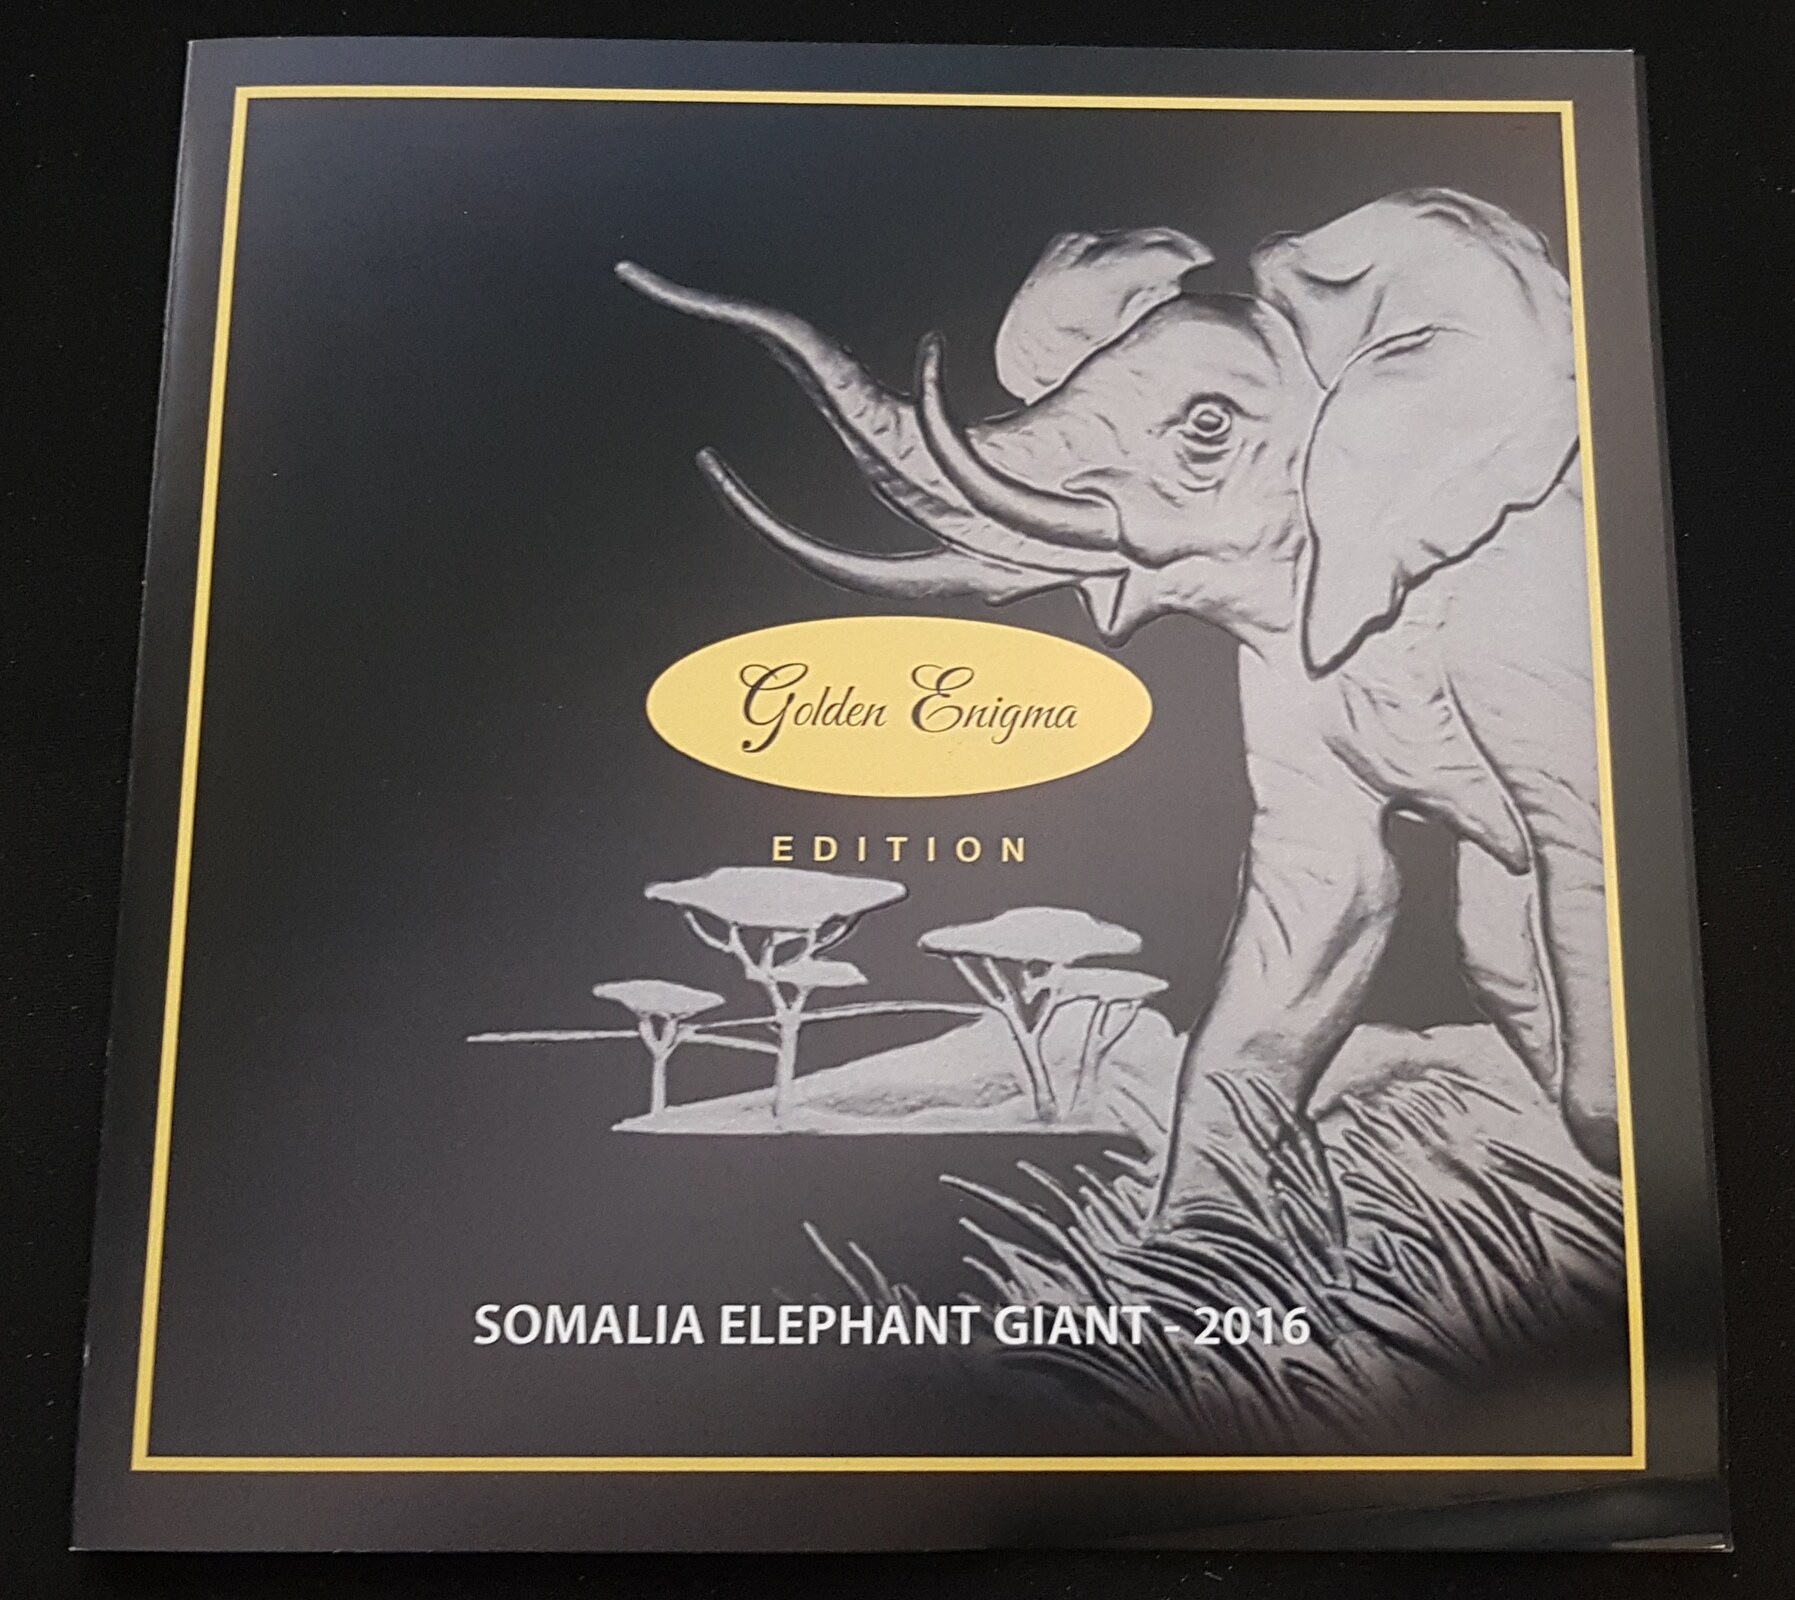 Golden Enigma
EDITION
SOMALIA ELEPHANT GIANT - 2016